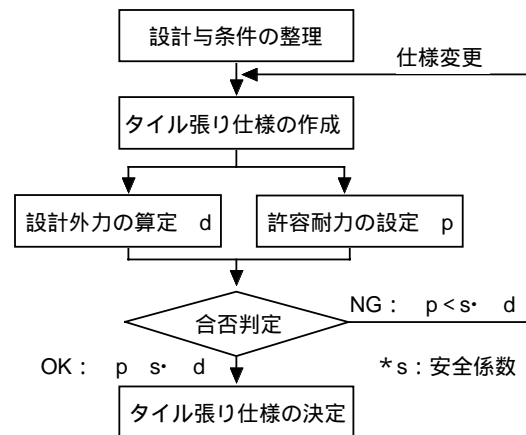 設計与条件の整理
仕様変更
タイル張り仕様の作成
設計外力の算定　d
許容耐力の設定　p
合否判定
NG：　p＜s・　d
OK：　p　s・　d
＊s：安全係数
タイル張り仕様の決定